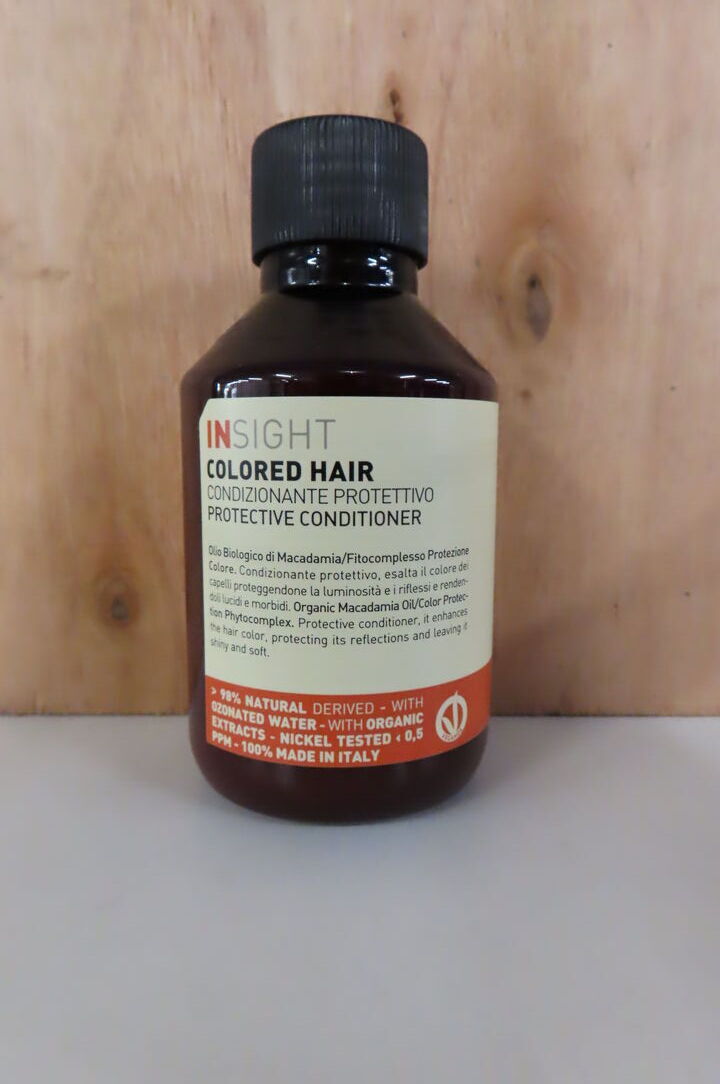 INSIGHT
COLORED HAIR
CONDIZIONANTE PROTETTIVO
PROTECTIVE CONDITIONER
Olio Biologico di Macadamia/Fitocomplesso Protezione
Colore. Condizionante protettivo, esalta il colore dei
capelli proteggendone la luminosità e i riflessi e renden-
doli lucidi e morbidi. Organic Macadamia Oil/Color Protec-
tion Phytocomplex. Protective conditioner, it enhances
the hair color, protecting its reflections and leaving it
shiny and soft.
> 98% NATURAL DERIVED - WITH
OZONATED WATER - WITH ORGANIC
EXTRACTS - NICKEL TESTED < 0,5
PPM - 100% MADE IN ITALY